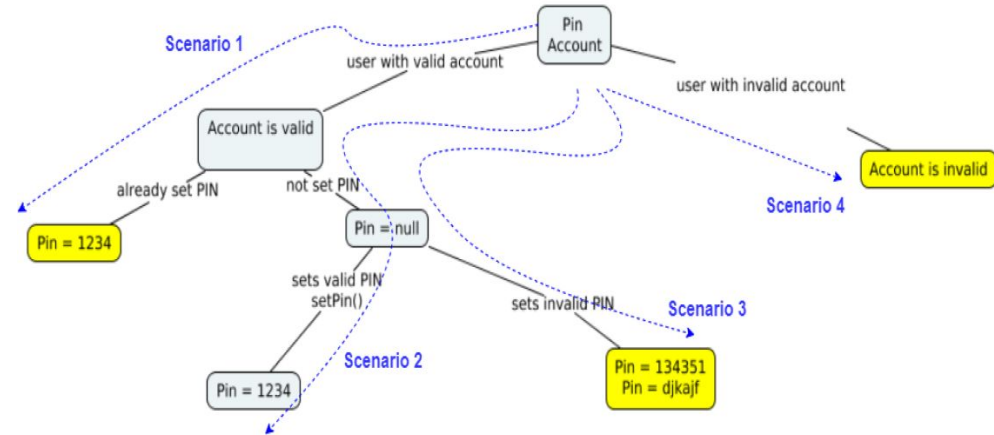 Pin
Account
Scenario 1
user with valid account
user with invalid account
Account is valid
Account is invalid
already set PIN
not set PIN
Scenario 4
Pin = null
Pin = 1234
sets valid PIN
setPin()
sets invalid PIN
Scenario 3
Scenario 2
Pin = 134351
Pin = djkajf
Pin = 1234